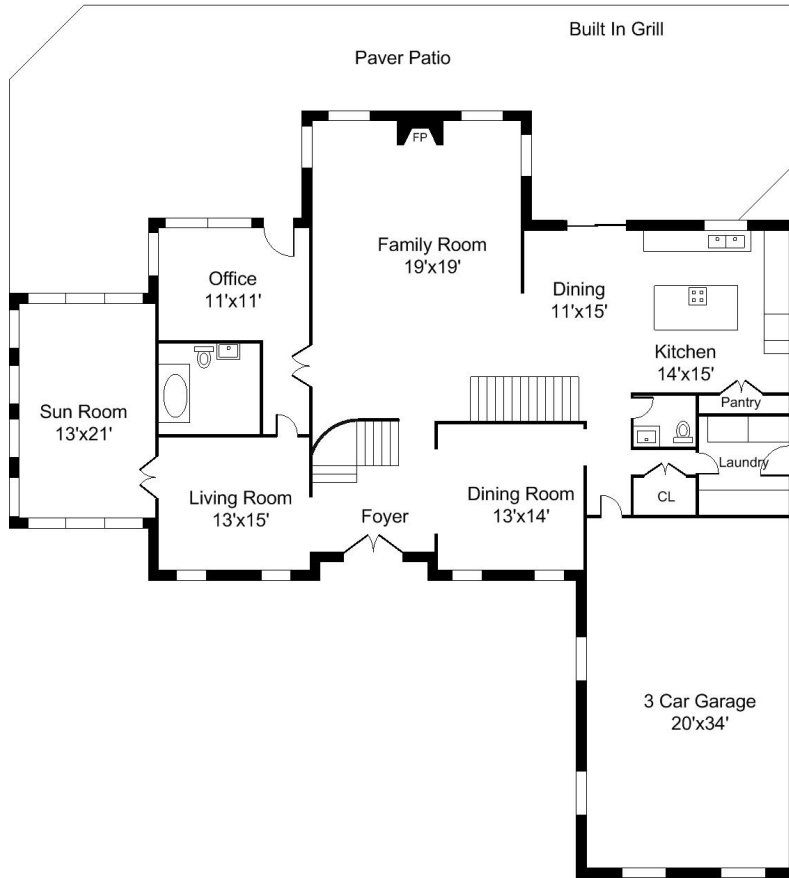 Built In Grill
Paver Patio
FP
Family Room
19'x19'
Office
11'x11'
Dining
11'x15'
Kitchen
14'x15'
Pantry
Sun Room
13'x21'
Laundry
Living Room
13'x15'
Dining Room
13'x14'
CL
Foyer
3 Car Garage
20'x34'